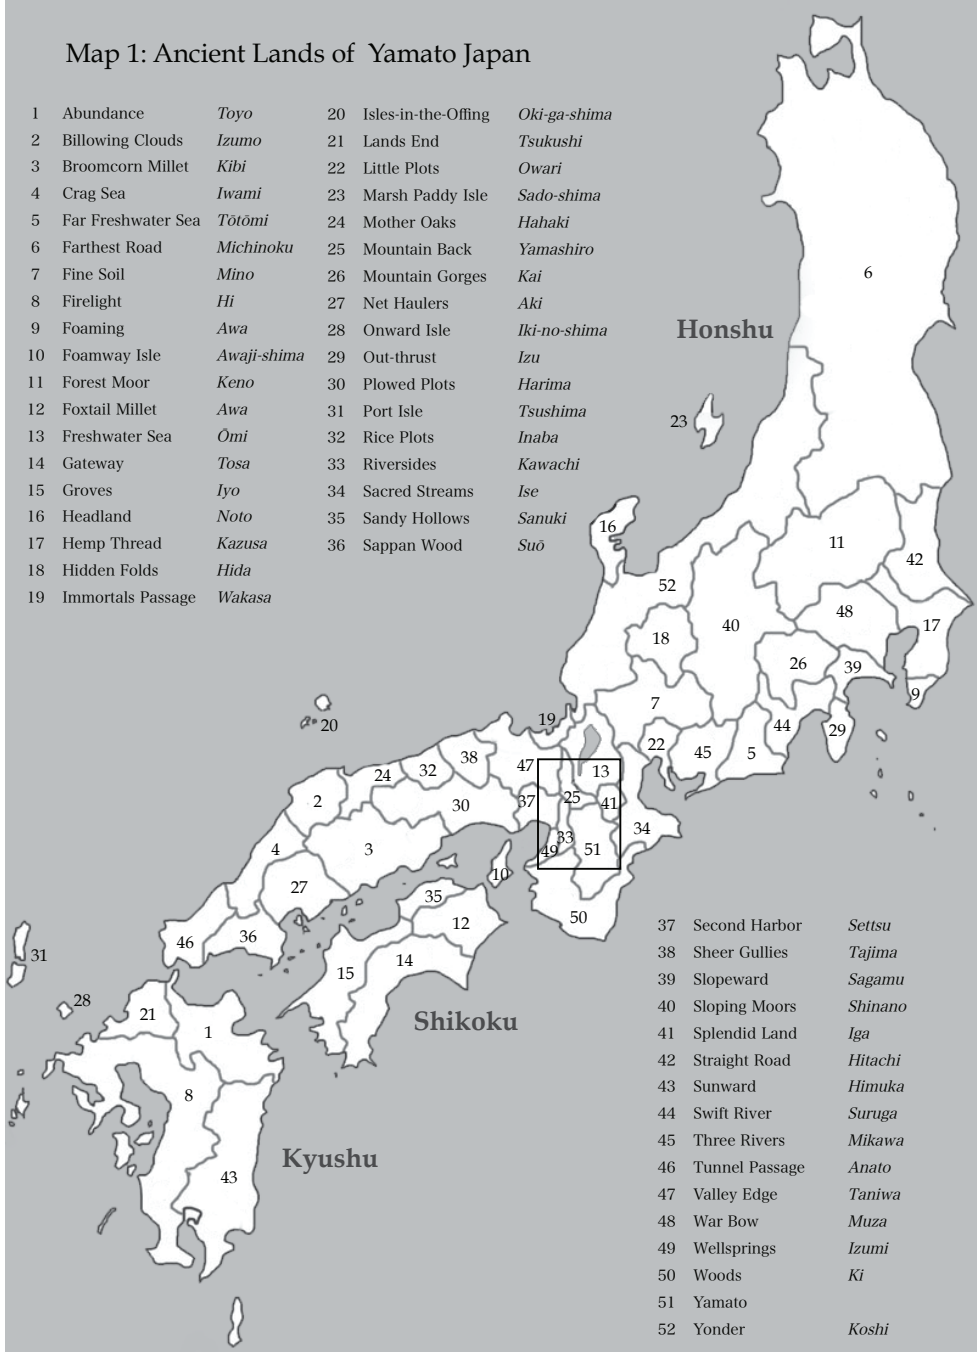 Map 1: Ancient Lands of Yamato Japan
1 Abundance Toyo
2 Billowing Clouds Izumo
3 Broomcorn Millet Kibi
4 Crag Sea Iwami
5 Far Freshwater Sea Tōtōmi
6 Farthest Road Michinoku
7 Fine Soil Mino
8 Firelight Hi
9 Foaming Awa
10 Foamway Isle Awaji-shima
11 Forest Moor Keno
12 Foxtail Millet Awa
13 Freshwater Sea Ōmi
14 Gateway Tosa
15 Groves Iyo
16 Headland Noto
17 Hemp Thread Kazusa
18 Hidden Folds Hida
19 Immortals Passage Wakasa
20 Isles-in-the-Offing Oki-ga-shima
21 Lands End Tsukushi
22 Little Plots Owari
23 Marsh Paddy Isle Sado-shima
24 Mother Oaks Hahaki
25 Mountain Back Yamashiro
26 Mountain Gorges Kai
27 Net Haulers Aki
28 Onward Isle Iki-no-shima
29 Out-thrust Izu
30 Plowed Plots Harima
31 Port Isle Tsushima
32 Rice Plots Inaba
33 Riversides Kawachi
34 Sacred Streams Ise
35 Sandy Hollows Sanuki
36 Sappan Wood Suō
6
Honshu
23
16
11
42
52
48
40
17
18
26
39
9
7
20
19
44
29
22
45
5
38
47
32
24
13
2
25
37
41
30
34
33
4
3
49
51
10
27
35
50
12
36
46
31
14
15
28
21
Shikoku
1
8
Kyushu
43
37 Second Harbor Settsu
38 Sheer Gullies Tajima
39 Slopeward Sagamu
40 Sloping Moors Shinano
41 Splendid Land Iga
42 Straight Road Hitachi
43 Sunward Himuka
44 Swift River Suruga
45 Three Rivers Mikawa
46 Tunnel Passage Anato
47 Valley Edge Taniwa
48 War Bow Muza
49 Wellsprings Izumi
50 Woods Ki
51 Yamato
52 Yonder Koshi